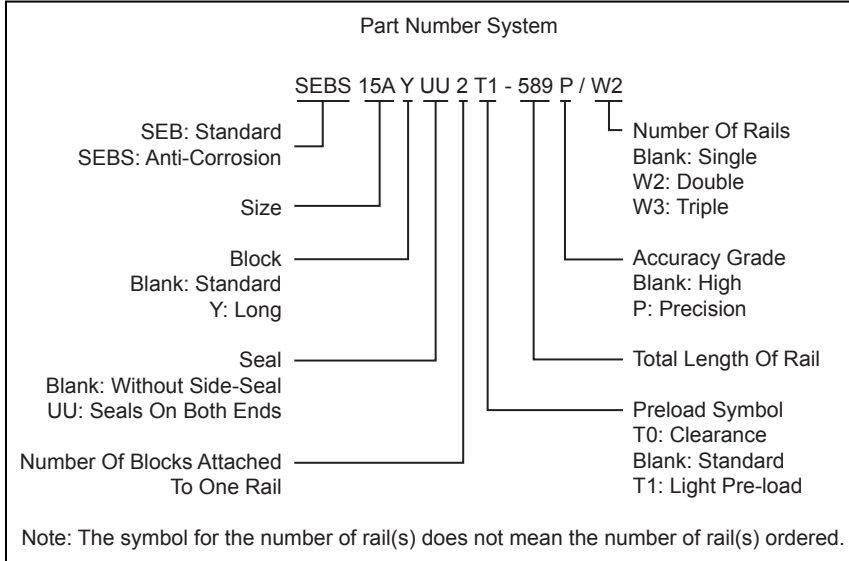 Part Number System
SEBS 15A Y UU 2 T1 - 589 P / W2
SEB: Standard
SEBS: Anti-Corrosion
Size
Block
Blank: Standard
Y: Long
Seal
Blank: Without Side-Seal
UU: Seals On Both Ends
Number Of Blocks Attached
To One Rail
Number Of Rails
Blank: Single
W2: Double
W3: Triple
Accuracy Grade
Blank: High
P: Precision
Total Length Of Rail
Preload Symbol
T0: Clearance
Blank: Standard
T1: Light Pre-load
Note: The symbol for the number of rail(s) does not mean the number of rail(s) ordered.